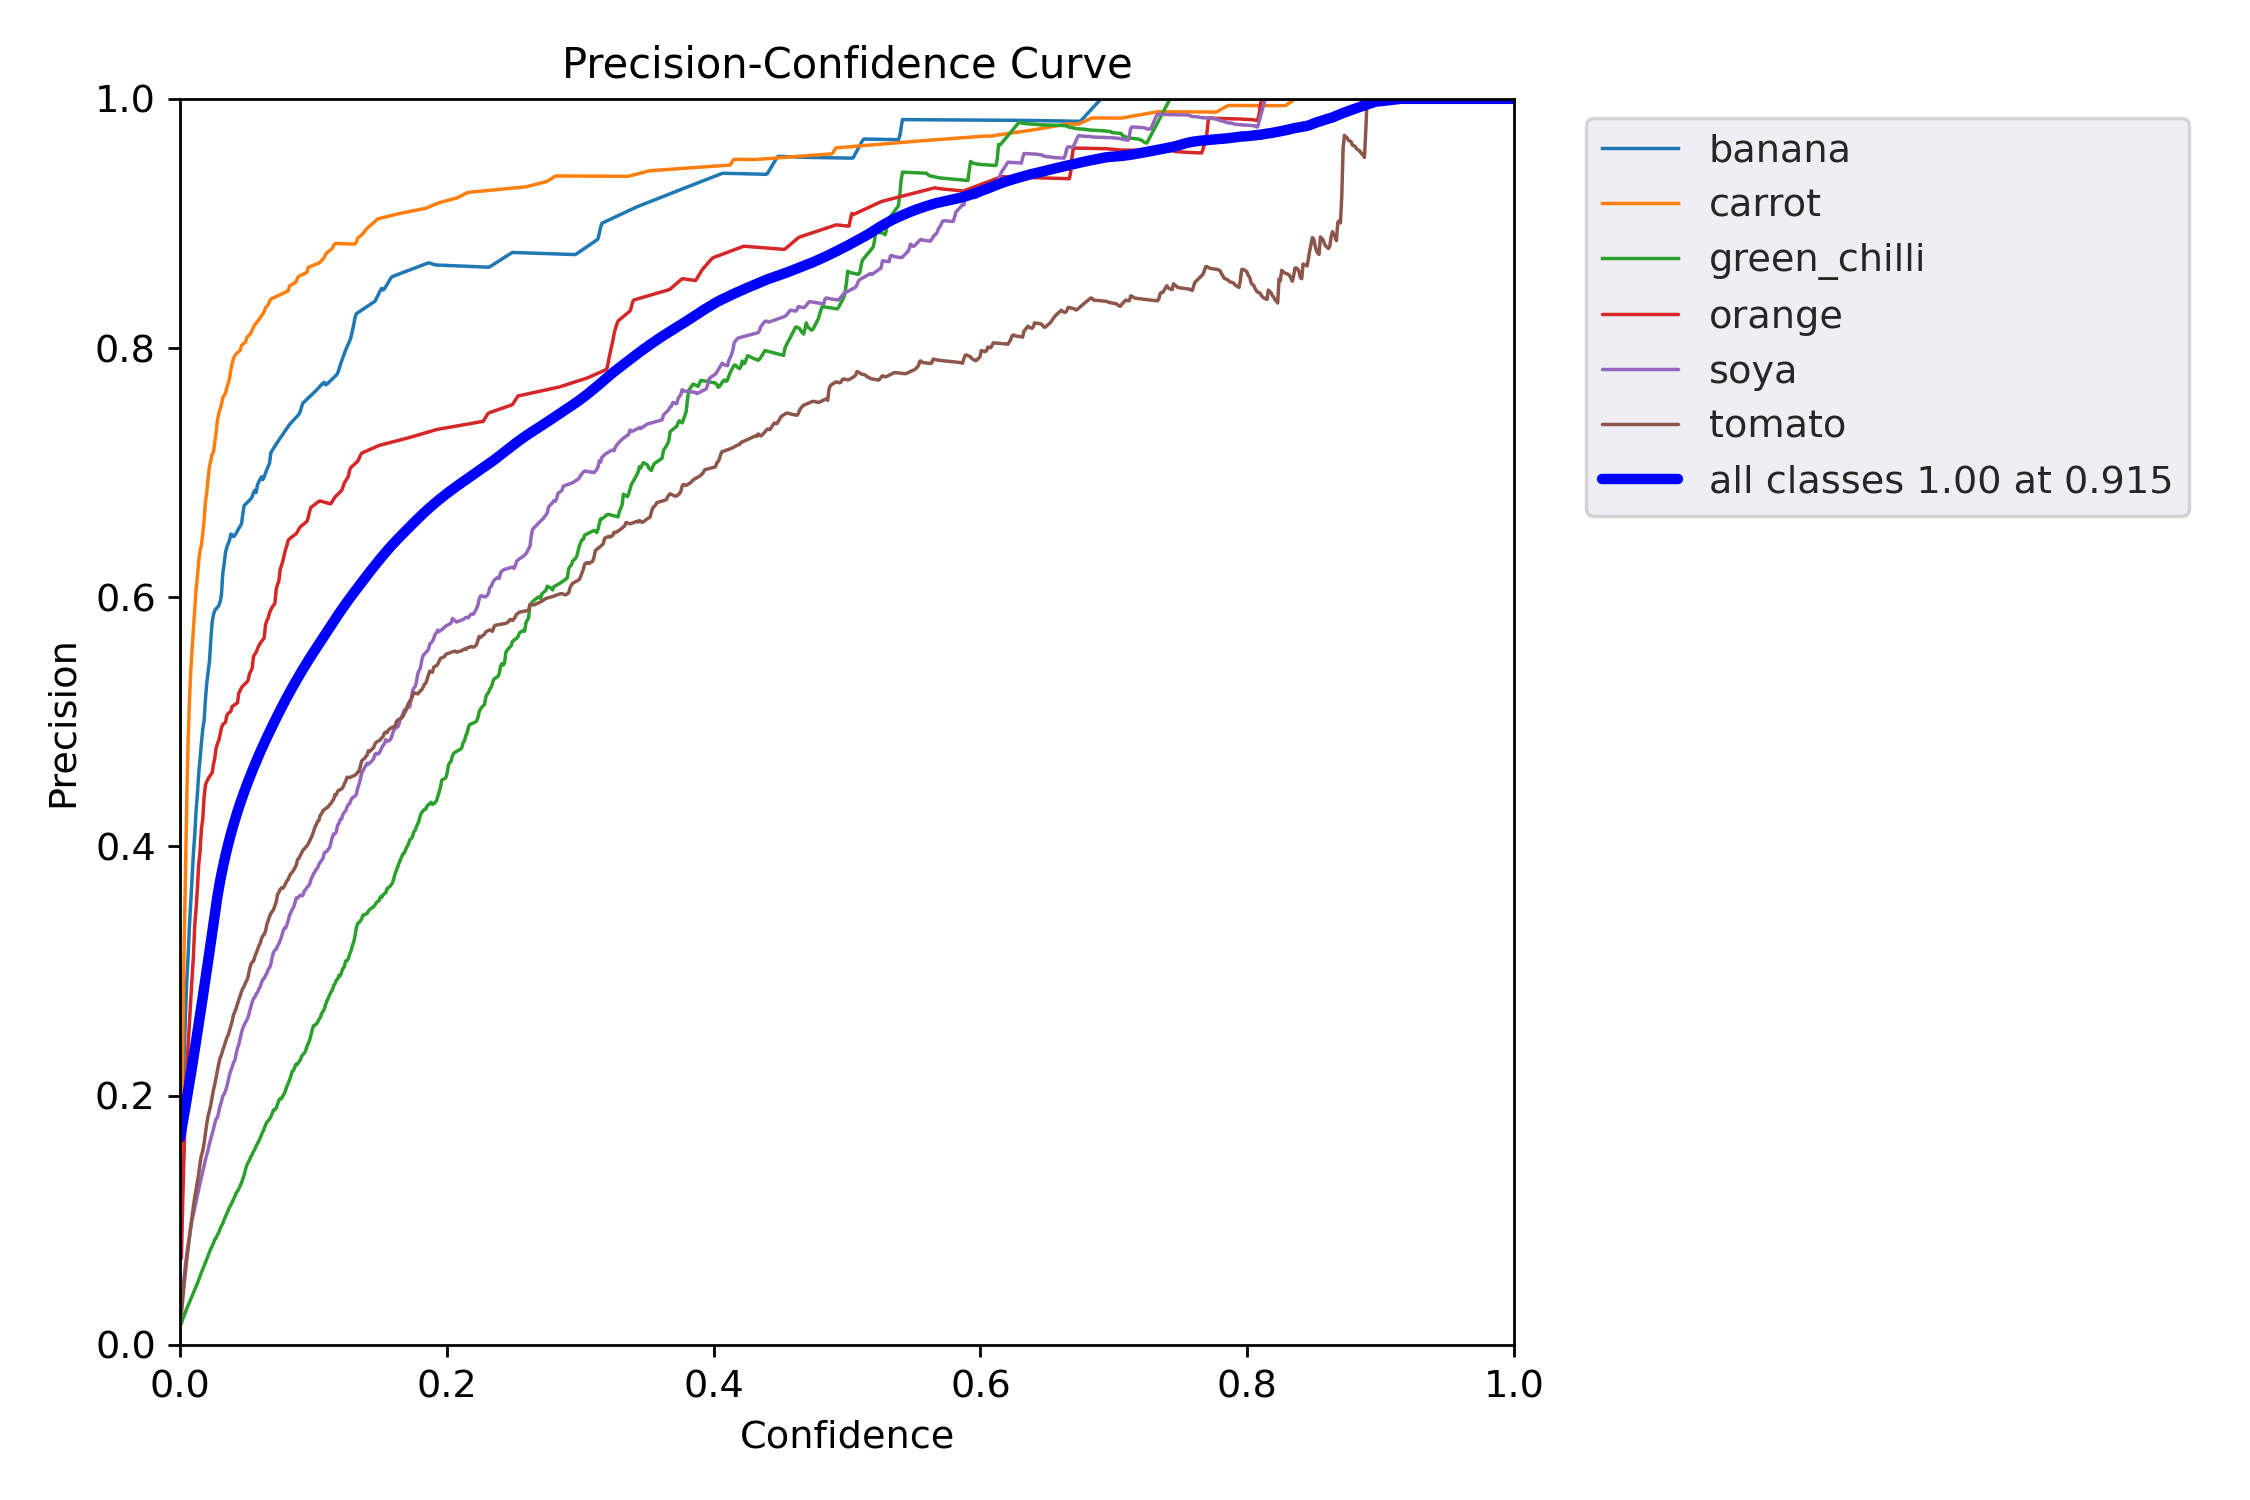 Precision-Confidence Curve
1.0
0.8
0.6
0.4
0.2
0.0
Precision
0.0 0.2 0.4 0.6 0.8 1.0
Confidence
banana
carrot
green_chilli
orange
soya
tomato
all classes 1.00 at 0.915